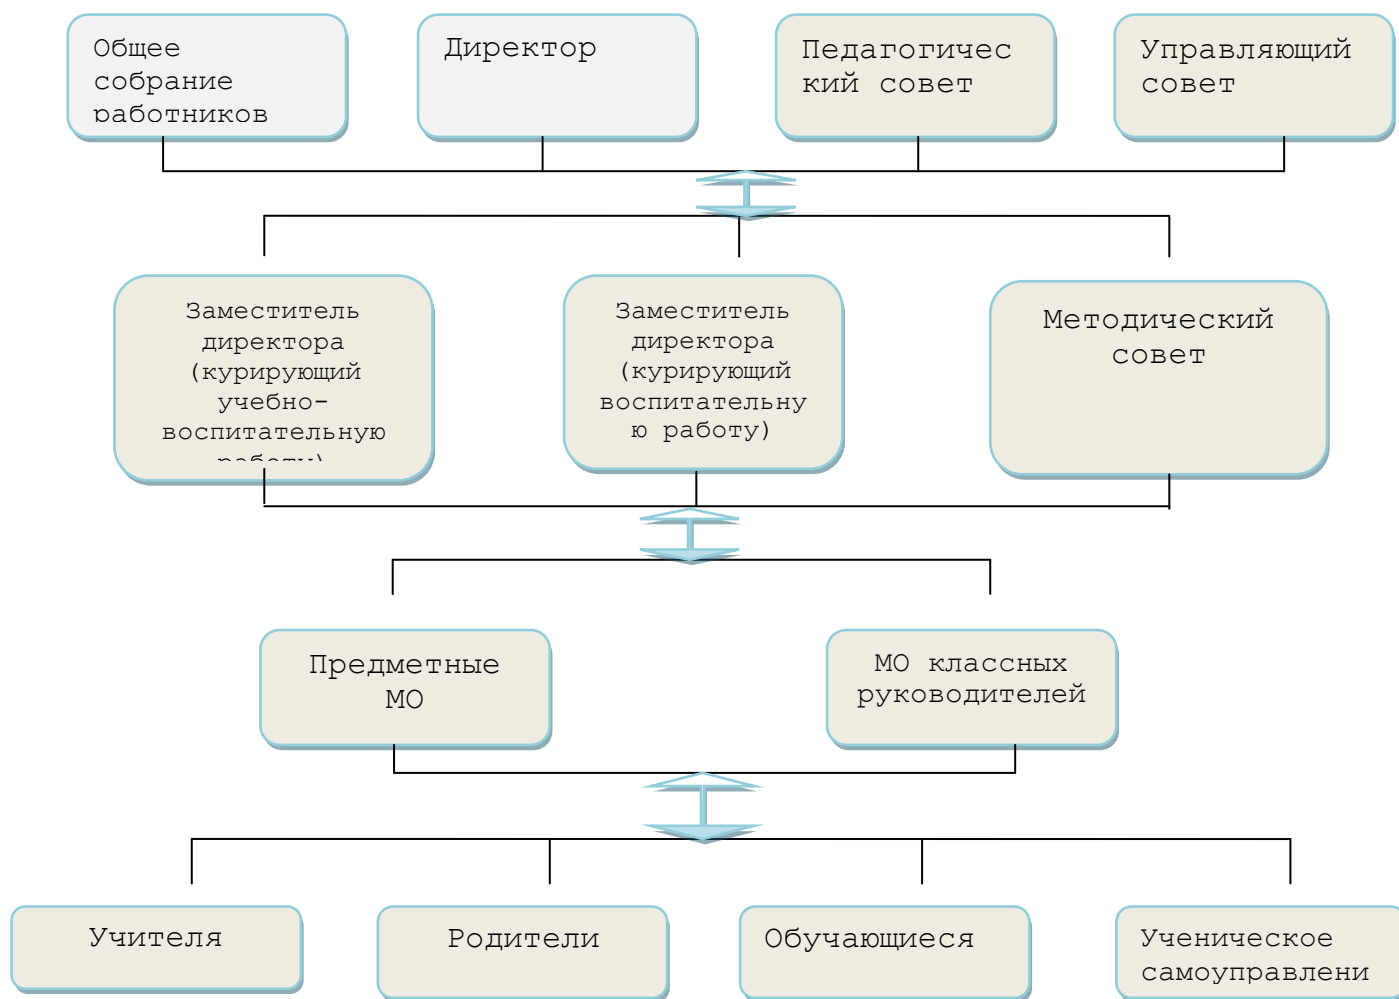 Общее
собрание
работников
Директор
Педагогичес
кий совет
Управляющий
совет
Заместитель
директора
(курирующий
учебно-
воспитательную
работу)
Заместитель
директора
(курирующий
воспитательну
ю работу)
Методический
совет
Предметные
МО
МО классных
руководителей
Учителя
Родители
Обучающиеся
Ученическое
самоуправлени